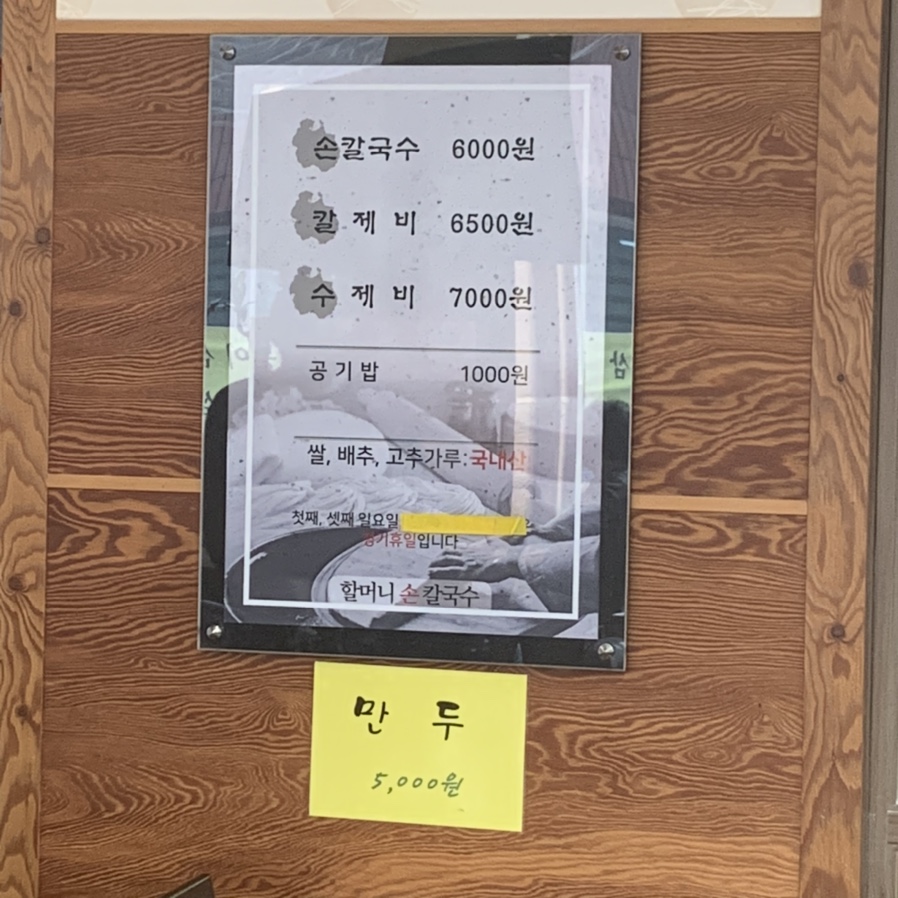 손칼국수 6000원
칼 제 비 6500원
수 제 비 7000원
공 기 밥 1000원
쌀, 배추, 고추가루:국내산
첫째, 셋째 일요일
정기휴일입니다
할머니 손칼국수
만 두
5,000원